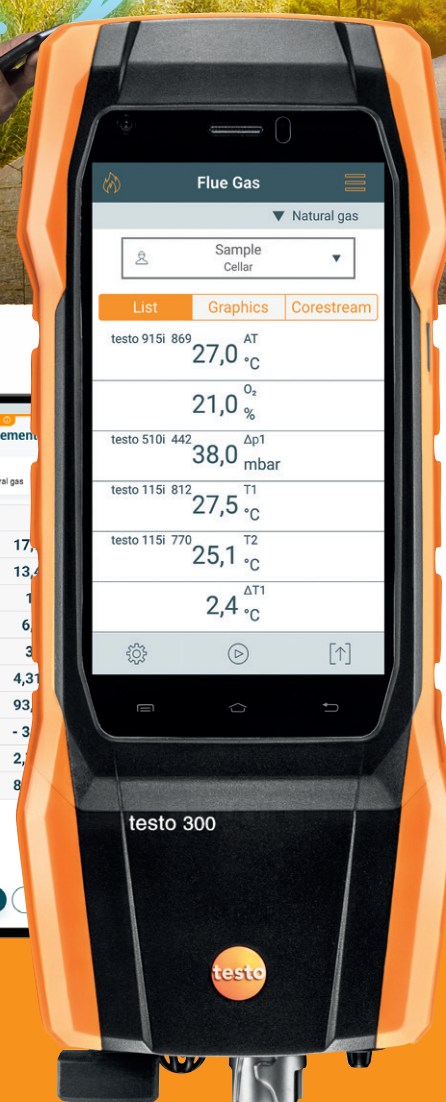 Flue Gas
Natural gas
Sample
Cellar
List Graphics Corestream
testo 915i 869 27,0 AT °C
21,0 O₂ %
testo 510i 442 38,0 Δp1 mbar
testo 115i 812 27,5 T1 °C
testo 115i 770 25,1 T2 °C
2,4 ΔT1 °C
testo 300
testo